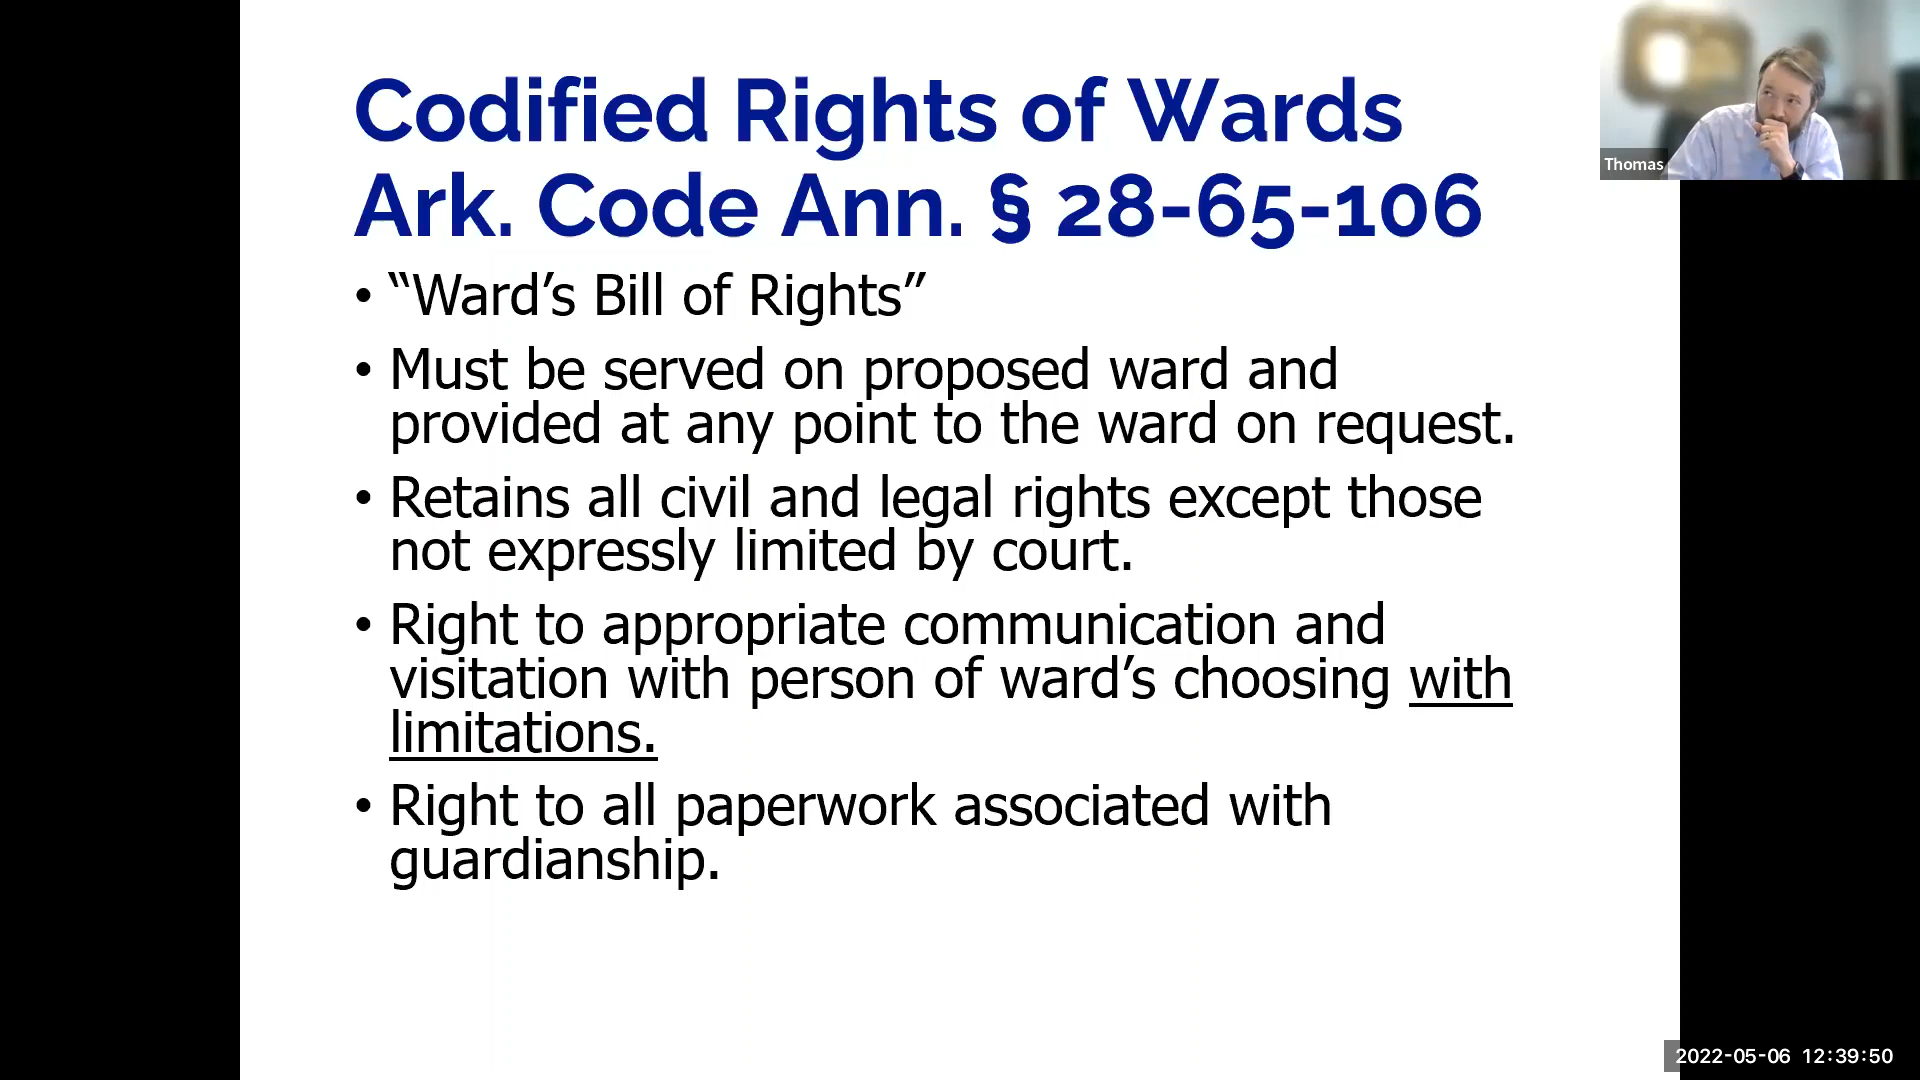 Codified Rights of Wards
Ark. Code Ann. § 28-65-106
• “Ward’s Bill of Rights”
• Must be served on proposed ward and
provided at any point to the ward on request.
• Retains all civil and legal rights except those
not expressly limited by court.
• Right to appropriate communication and
visitation with person of ward’s choosing with
limitations.
• Right to all paperwork associated with
guardianship.
Thomas
2022-05-06 12:39:50